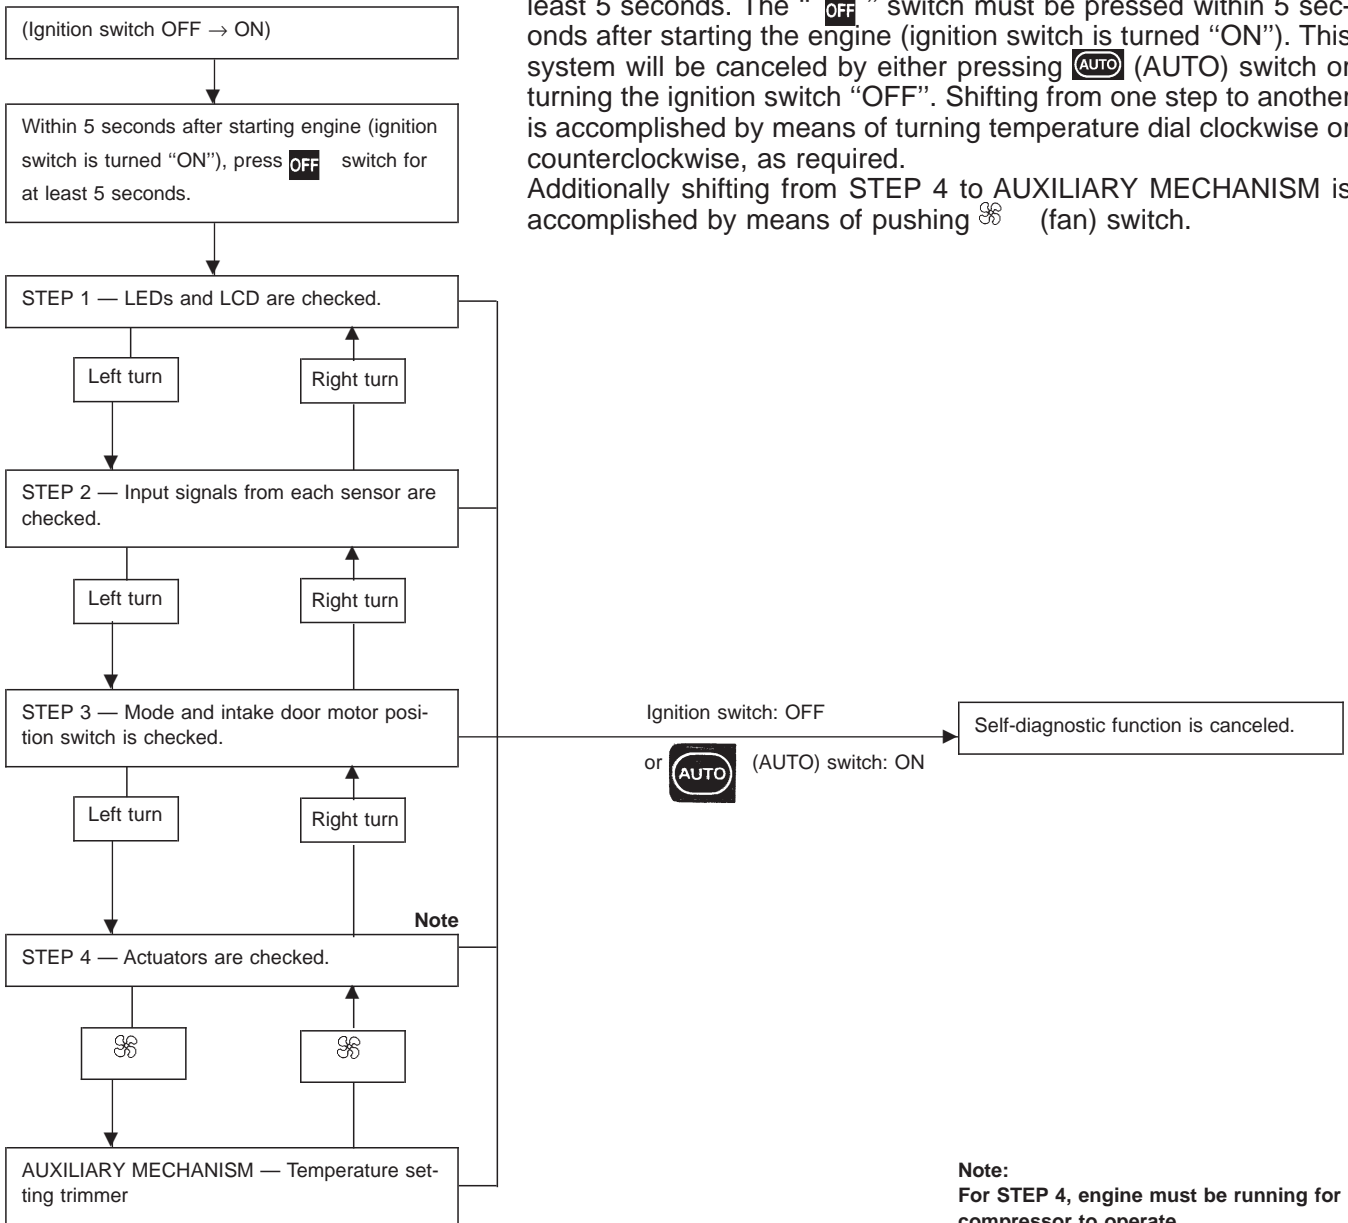 (Ignition switch OFF → ON)
Within 5 seconds after starting engine (ignition
switch is turned ‘‘ON’’), press OFF switch for
at least 5 seconds.
least 5 seconds. The ‘‘ OFF ’’ switch must be pressed within 5 sec-
onds after starting the engine (ignition switch is turned ‘‘ON’’). This
system will be canceled by either pressing AUTO (AUTO) switch or
turning the ignition switch ‘‘OFF’’. Shifting from one step to another
is accomplished by means of turning temperature dial clockwise or
counterclockwise, as required.
Additionally shifting from STEP 4 to AUXILIARY MECHANISM is
accomplished by means of pushing (fan) switch.
STEP 1 — LEDs and LCD are checked.
Left turn
Right turn
STEP 2 — Input signals from each sensor are
checked.
Left turn
Right turn
STEP 3 — Mode and intake door motor posi-
tion switch is checked.
Ignition switch: OFF
or AUTO (AUTO) switch: ON
Self-diagnostic function is canceled.
Left turn
Right turn
Note
STEP 4 — Actuators are checked.
AUXILIARY MECHANISM — Temperature set-
ting trimmer
Note:
For STEP 4, engine must be running for
compressor to operate.